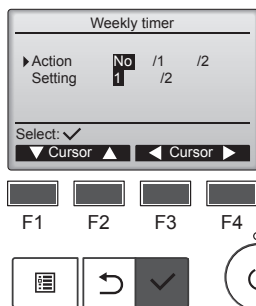 Weekly timer
Action No /1 /2
Setting 1 /2
Select: ✓
▼ Cursor ▲ ◀ Cursor ▶
F1 F2 F3 F4